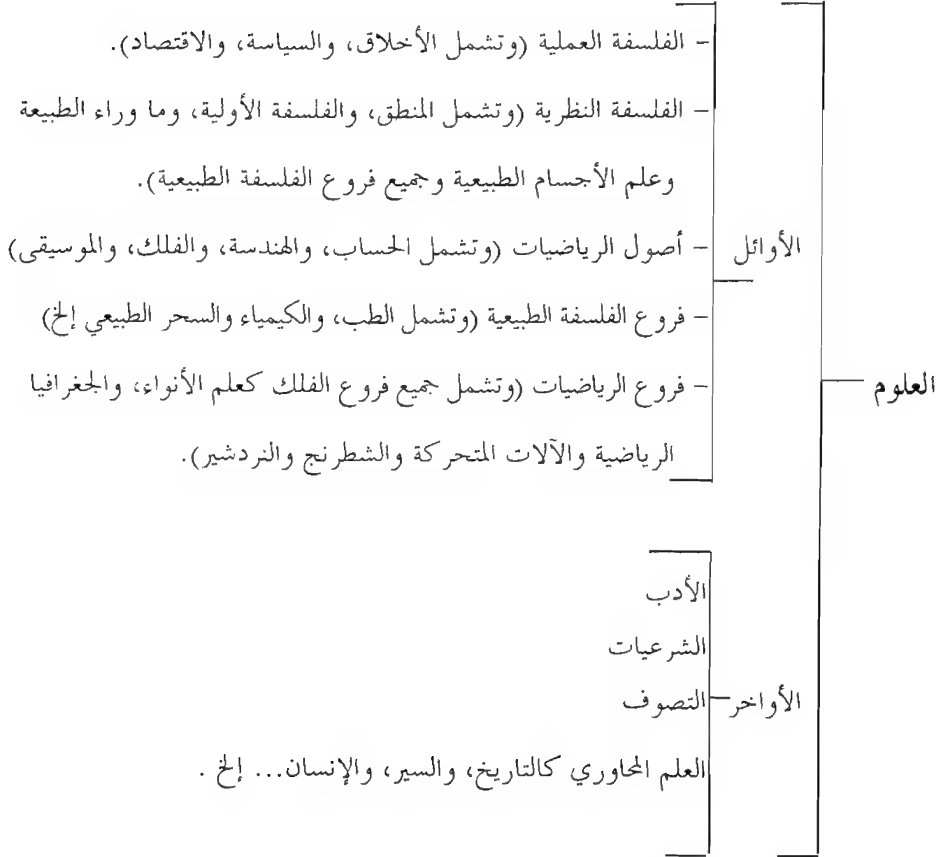 - الفلسفة العملية (وتشمل الأخلاق، والسياسة، والاقتصاد).
- الفلسفة النظرية (وتشمل المنطق، والفلسفة الأولية، وما وراء الطبيعة
وعلم الأجسام الطبيعية وجميع فروع الفلسفة الطبيعية).
الأوائل
- أصول الرياضيات (وتشمل الحساب، والهندسة، والفلك، والموسيقى)
- فروع الفلسفة الطبيعية (وتشمل الطب، والكيمياء والسحر الطبيعي إلخ)
العلوم
- فروع الرياضيات (وتشمل جميع فروع الفلك كعلم الأنواء، والجغرافيا
الرياضية والآلات المتحركة والشطرنج والنردشير).
الأدب
الشرعيات
الأواخر
التصوف
العلم المحاوري كالتاريخ، والسير، والإنسان... إلخ .